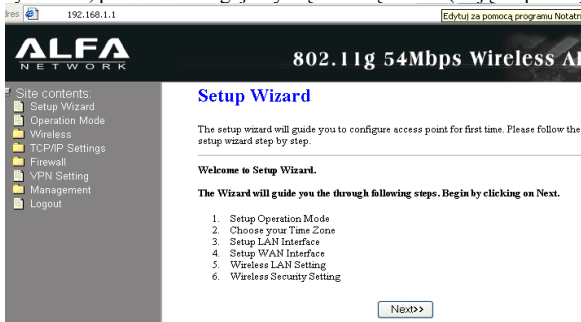 dres 192.168.1.1
Edytuj za pomocą programu Notatn
ALFA
NETWORK
802.11g 54Mbps Wireless A
Site contents:
Setup Wizard
Operation Mode
Wireless
TCP/IP Settings
Firewall
VPN Setting
Management
Logout
Setup Wizard
The setup wizard will guide you to configure access point for first time. Please follow the
setup wizard step by step.
Welcome to Setup Wizard.
The Wizard will guide you the through following steps. Begin by clicking on Next.
1. Setup Operation Mode
2. Choose your Time Zone
3. Setup LAN Interface
4. Setup WAN Interface
5. Wireless LAN Setting
6. Wireless Security Setting
Next>>